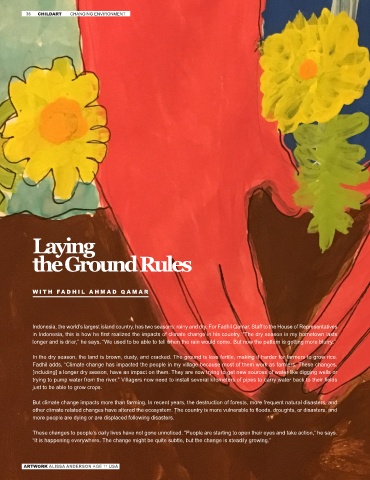 36 CHILDART CHANGING ENVIRONMENT
Laying
the Ground Rules
WITH FADHIL AHMAD QAMAR
Indonesia, the world's largest island country, has two seasons: rainy and dry. For Fadhil Qamar, Staff to the House of Representatives
in Indonesia, this is how he first realized the impacts of climate change in his country. "The dry season in my hometown lasts
longer and is drier," he says. "We used to be able to tell when the rain would come. But now the pattern is getting more blurry."
In the dry season, the land is brown, dusty, and cracked. The ground is less fertile, making it harder for farmers to grow rice.
Fadhil adds, "Climate change has impacted the people in my village because most of them work as farmers. These changes,
[including] a longer dry season, have an impact on them. They are now trying to get new sources of water like digging wells or
trying to pump water from the river." Villagers now need to install several kilometers of pipes to carry water back to their fields
just to be able to grow crops.
But climate change impacts more than farming. In recent years, the destruction of forests, more frequent natural disasters, and
other climate related changes have altered the ecosystem. The country is more vulnerable to floods, droughts, or disasters, and
more people are dying or are displaced following disasters.
These changes to people's daily lives have not gone unnoticed. "People are starting to open their eyes and take action," he says.
"It is happening everywhere. The change might be quite subtle, but the change is steadily growing."
ARTWORK ALISSA ANDERSON AGE 11 USA